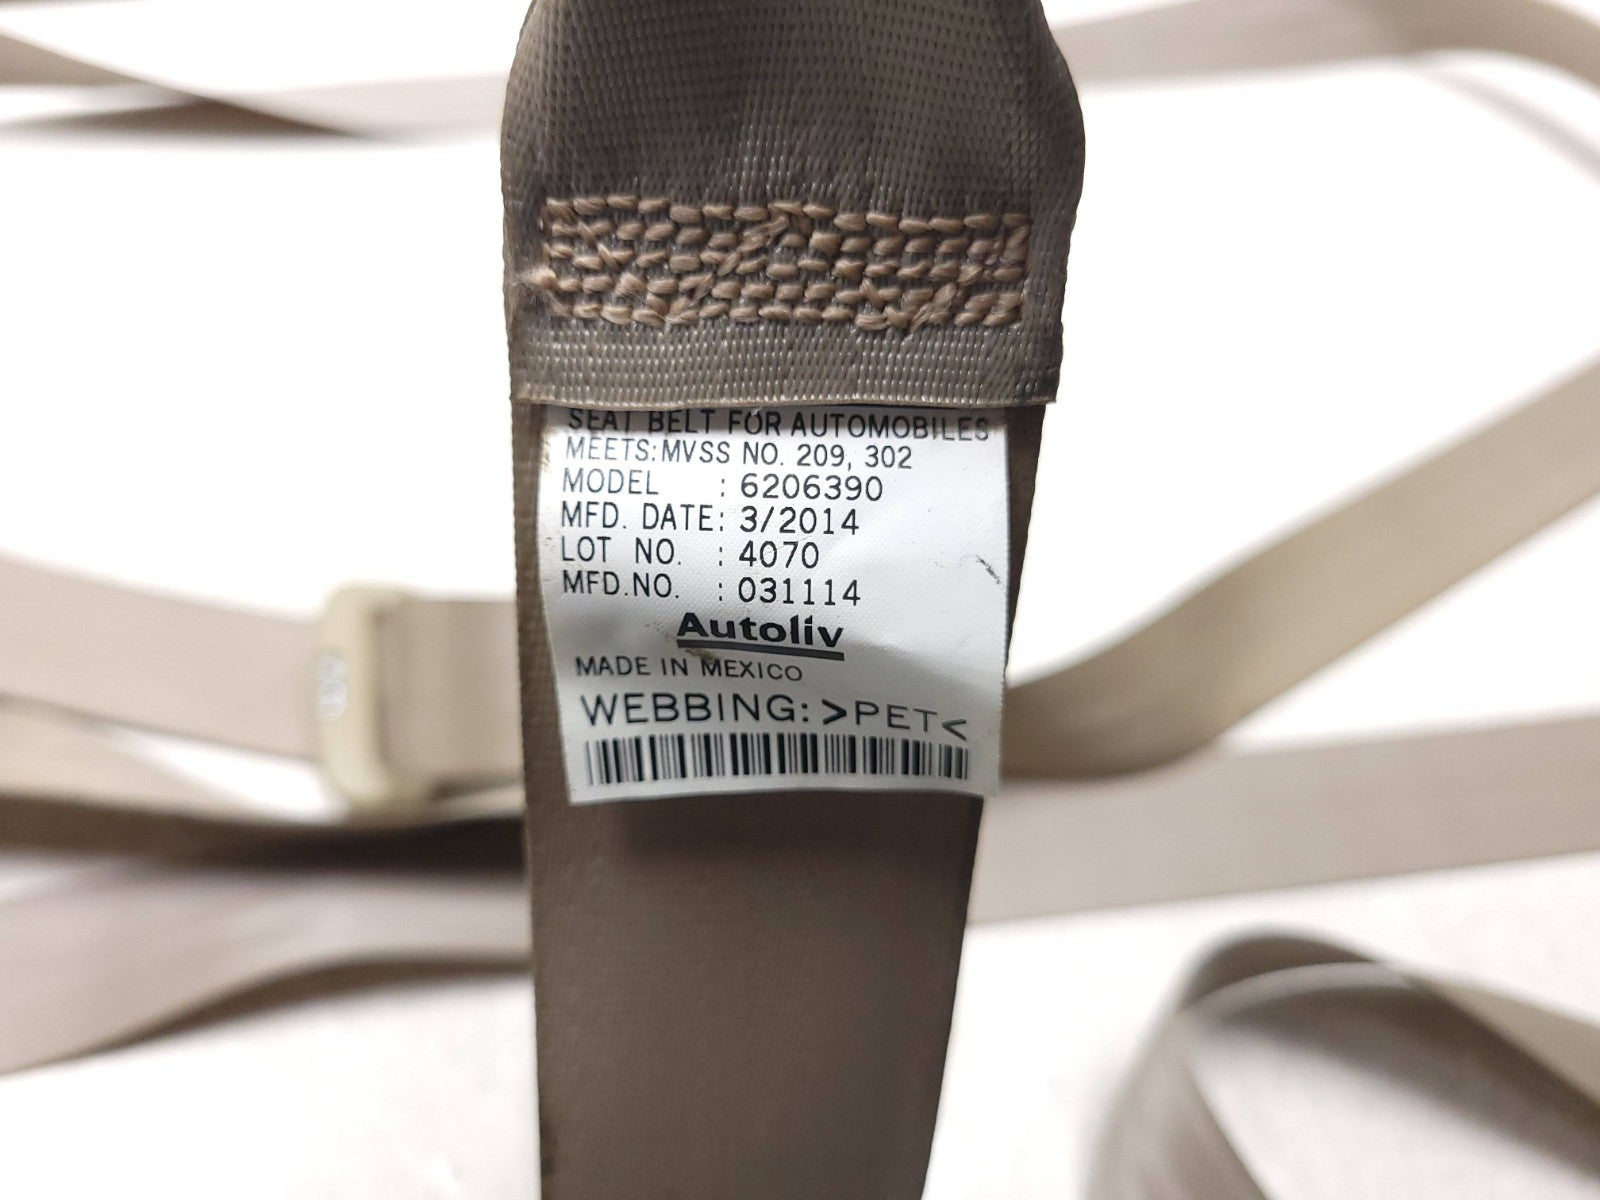 SEAT BELT FOR AUTOMOBILES
MEETS:MVSS NO. 209, 302
MODEL : 6206390
MFD. DATE: 3/2014
LOT NO. : 4070
MFD.NO. : 031114
Autoliv
MADE IN MEXICO
WEBBING: >PET<